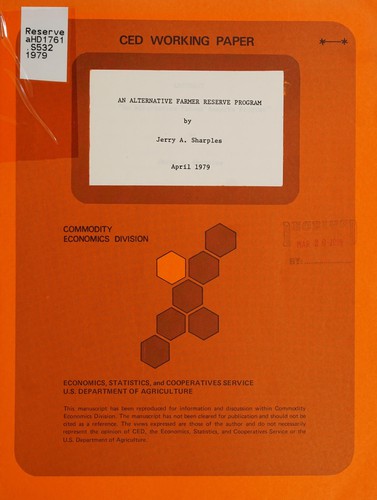 Reserve
aHD1761
.S532
1979
CED WORKING PAPER
AN ALTERNATIVE FARMER RESERVE PROGRAM
by
Jerry A. Sharples
April 1979
COMMODITY
ECONOMICS DIVISION
BY:
ECONOMICS, STATISTICS, and COOPERATIVES SERVICE
U.S. DEPARTMENT OF AGRICULTURE
This manuscript has been reproduced for information and discussion within Commodity
Economics Division. The manuscript has not been cleared for publication and should not be
cited as a reference. The views expressed are those of the author and do not necessarily
represent the opinion of CED, the Economics, Statistics, and Cooperatives Service or the
U.S. Department of Agriculture.